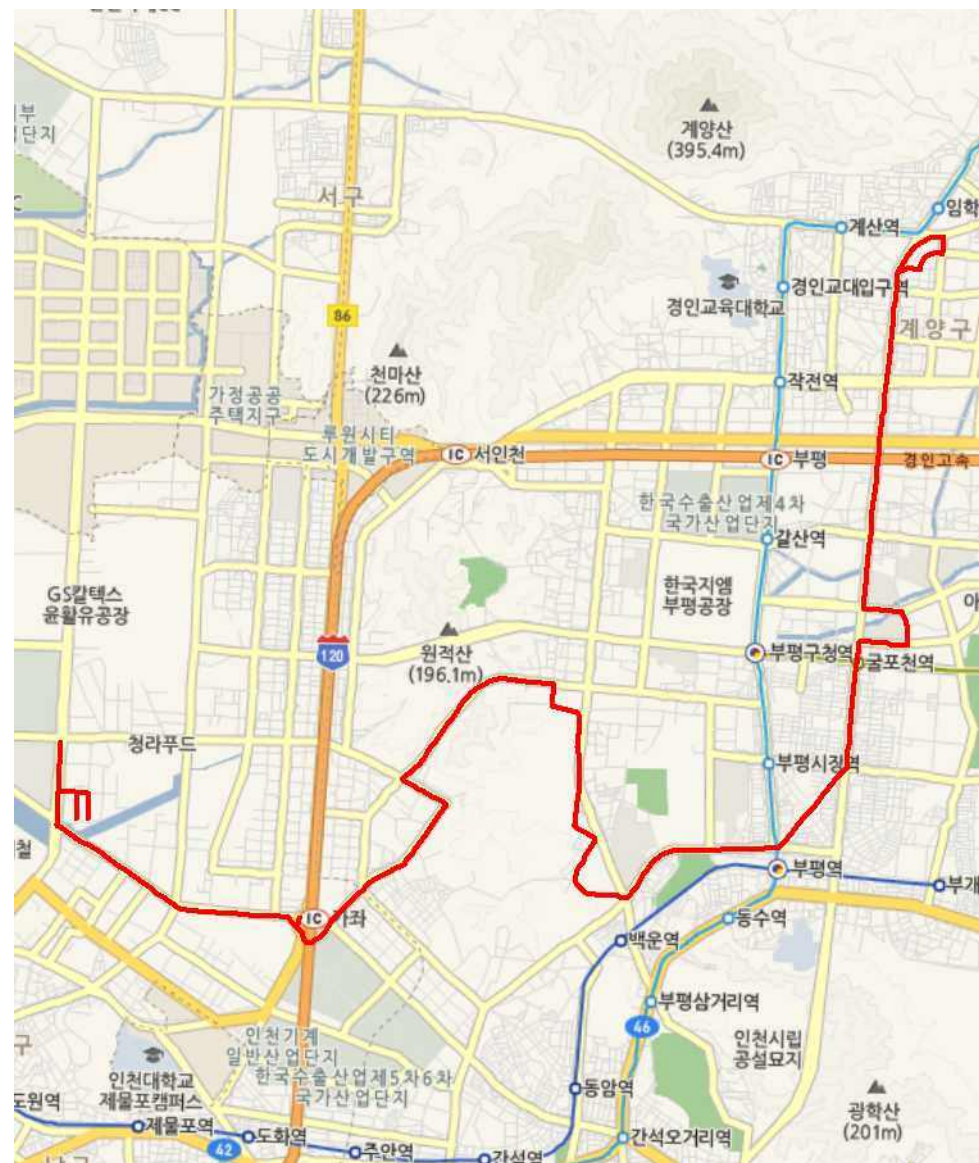 부
단지
계양산
(395.4m)
서구
C
임학
계산역
경인교대입구역
경인교육대학교
86
계양구
천마산
(226m)
작전역
가정공공
주택지구
루원시티
도시개발구역
IC 서인천
IC 부평
경인고속
한국수출산업제4차
국가산업단지
갈산역
GS칼텍스
윤활유공장
한국지엠
부평공장
아
원적산
(196.1m)
120
부평구청역
굴포천역
청라푸드
부평시장역
철
부평역
부개
IC 가좌
동수역
백운역
부평삼거리역
46
인천시립
공설묘지
인천기계
일반산업단지
한국수출산업제5차6차
국가산업단지
구
인천대학교
제물포캠퍼스
동암역
광학산
(201m)
도원역
제물포역
도화역
42
주안역
간석역
간석오거리역